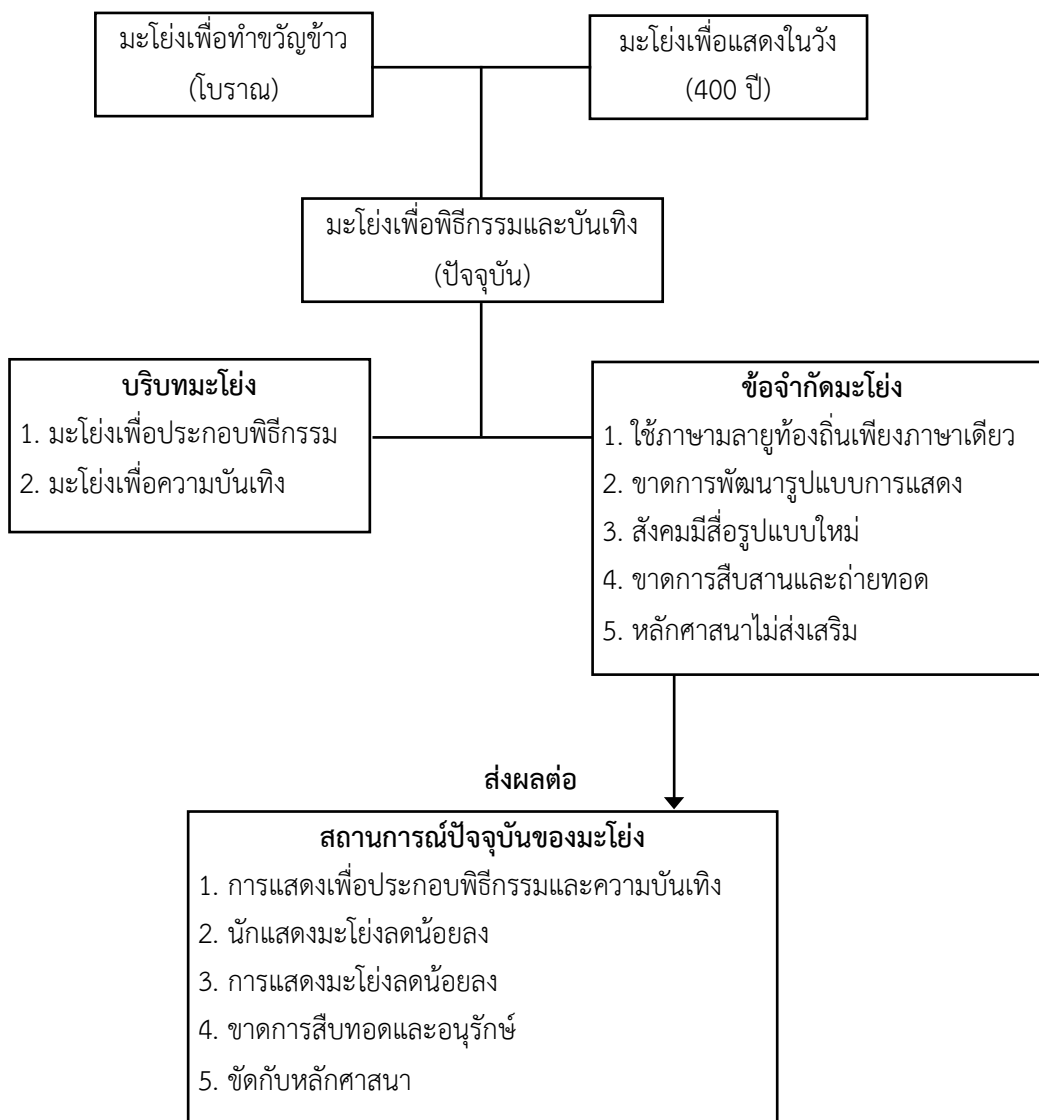 มะโย่งเพื่อทำขวัญข้าว
(โบราณ)
มะโย่งเพื่อแสดงในวัง
(400 ปี)
มะโย่งเพื่อพิธีกรรมและบันเทิง
(ปัจจุบัน)
บริบทมะโย่ง
1. มะโย่งเพื่อประกอบพิธีกรรม
2. มะโย่งเพื่อความบันเทิง
ข้อจำกัดมะโย่ง
1. ใช้ภาษามลายูท้องถิ่นเพียงภาษาเดียว
2. ขาดการพัฒนารูปแบบการแสดง
3. สังคมมีสื่อรูปแบบใหม่
4. ขาดการสืบสานและถ่ายทอด
5. หลักศาสนาไม่ส่งเสริม
ส่งผลต่อ
สถานการณ์ปัจจุบันของมะโย่ง
1. การแสดงเพื่อประกอบพิธีกรรมและความบันเทิง
2. นักแสดงมะโย่งลดน้อยลง
3. การแสดงมะโย่งลดน้อยลง
4. ขาดการสืบทอดและอนุรักษ์
5. ขัดกับหลักศาสนา